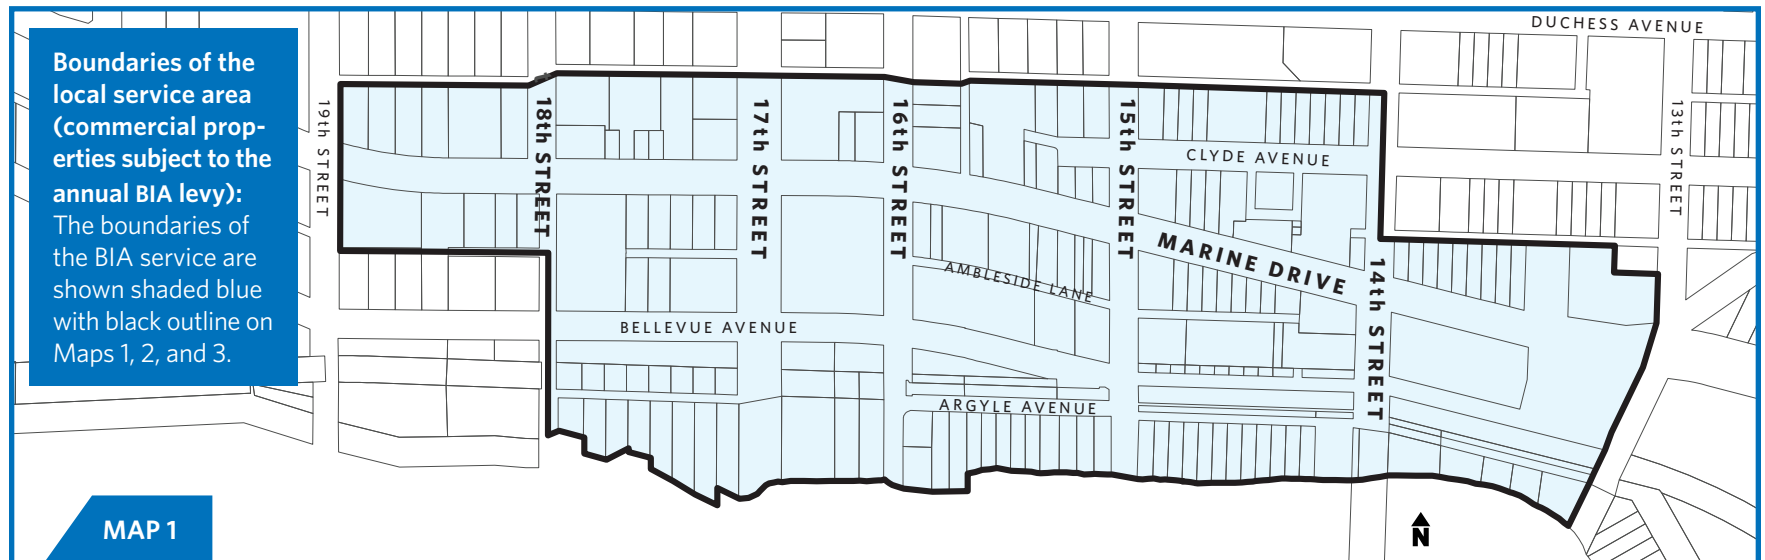 Boundaries of the
local service area
(commercial prop-
erties subject to the
annual BIA levy):
The boundaries of
the BIA service are
shown shaded blue
with black outline on
Maps 1, 2, and 3.
MAP 1
DUCHESS AVENUE
19th STREET
18th STREET
17th STREET
16th STREET
15th STREET
14th STREET
13th STREET
CLYDE AVENUE
MARINE DRIVE
AMBLESIDE LANE
BELLEVUE AVENUE
ARGYLE AVENUE
N